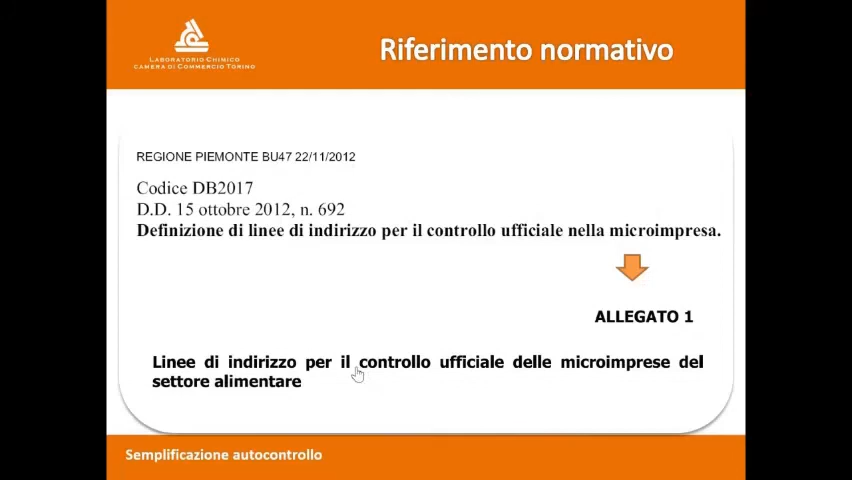 Laboratorio Chimico
camera di Commercio Torino
Riferimento normativo
REGIONE PIEMONTE BU47 22/11/2012
Codice DB2017
D.D. 15 ottobre 2012, n. 692
Definizione di linee di indirizzo per il controllo ufficiale nella microimpresa.
ALLEGATO 1
Linee di indirizzo per il controllo ufficiale delle microimprese del
settore alimentare
Semplificazione autocontrollo